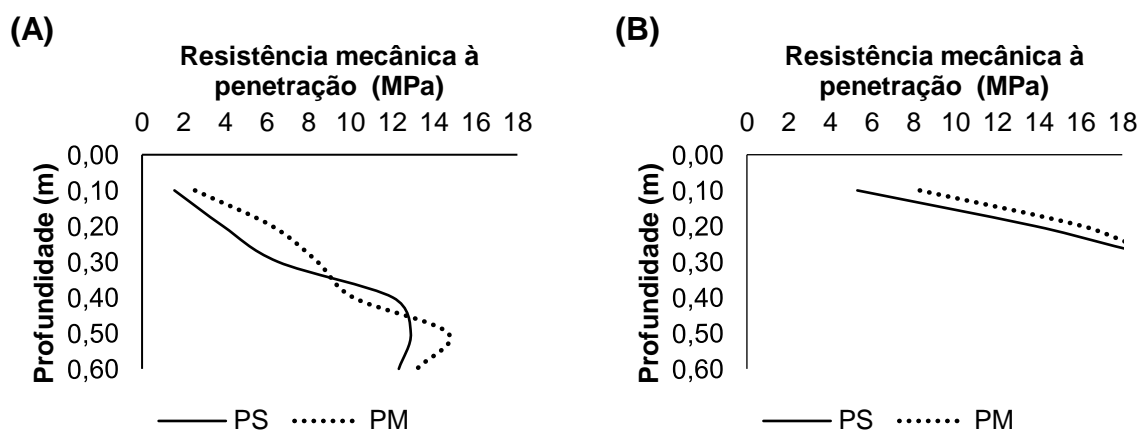 (A)
Resistência mecânica à
penetração (MPa)
0 2 4 6 8 10 12 14 16 18
Profundidade (m)
0,00
0,10
0,20
0,30
0,40
0,50
0,60
PS PM
(B)
Resistência mecânica à
penetração (MPa)
0 2 4 6 8 10 12 14 16 18
Profundidade (m)
0,00
0,10
0,20
0,30
0,40
0,50
0,60
PS PM